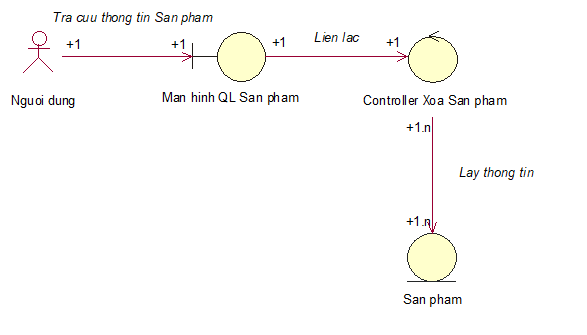 Tra cuu thong tin San pham
+1
+1
+1
Lien lac
+1
Nguoi dung
Man hinh QL San pham
Controller Xoa San pham
+1.n
Lay thong tin
+1.n
San pham